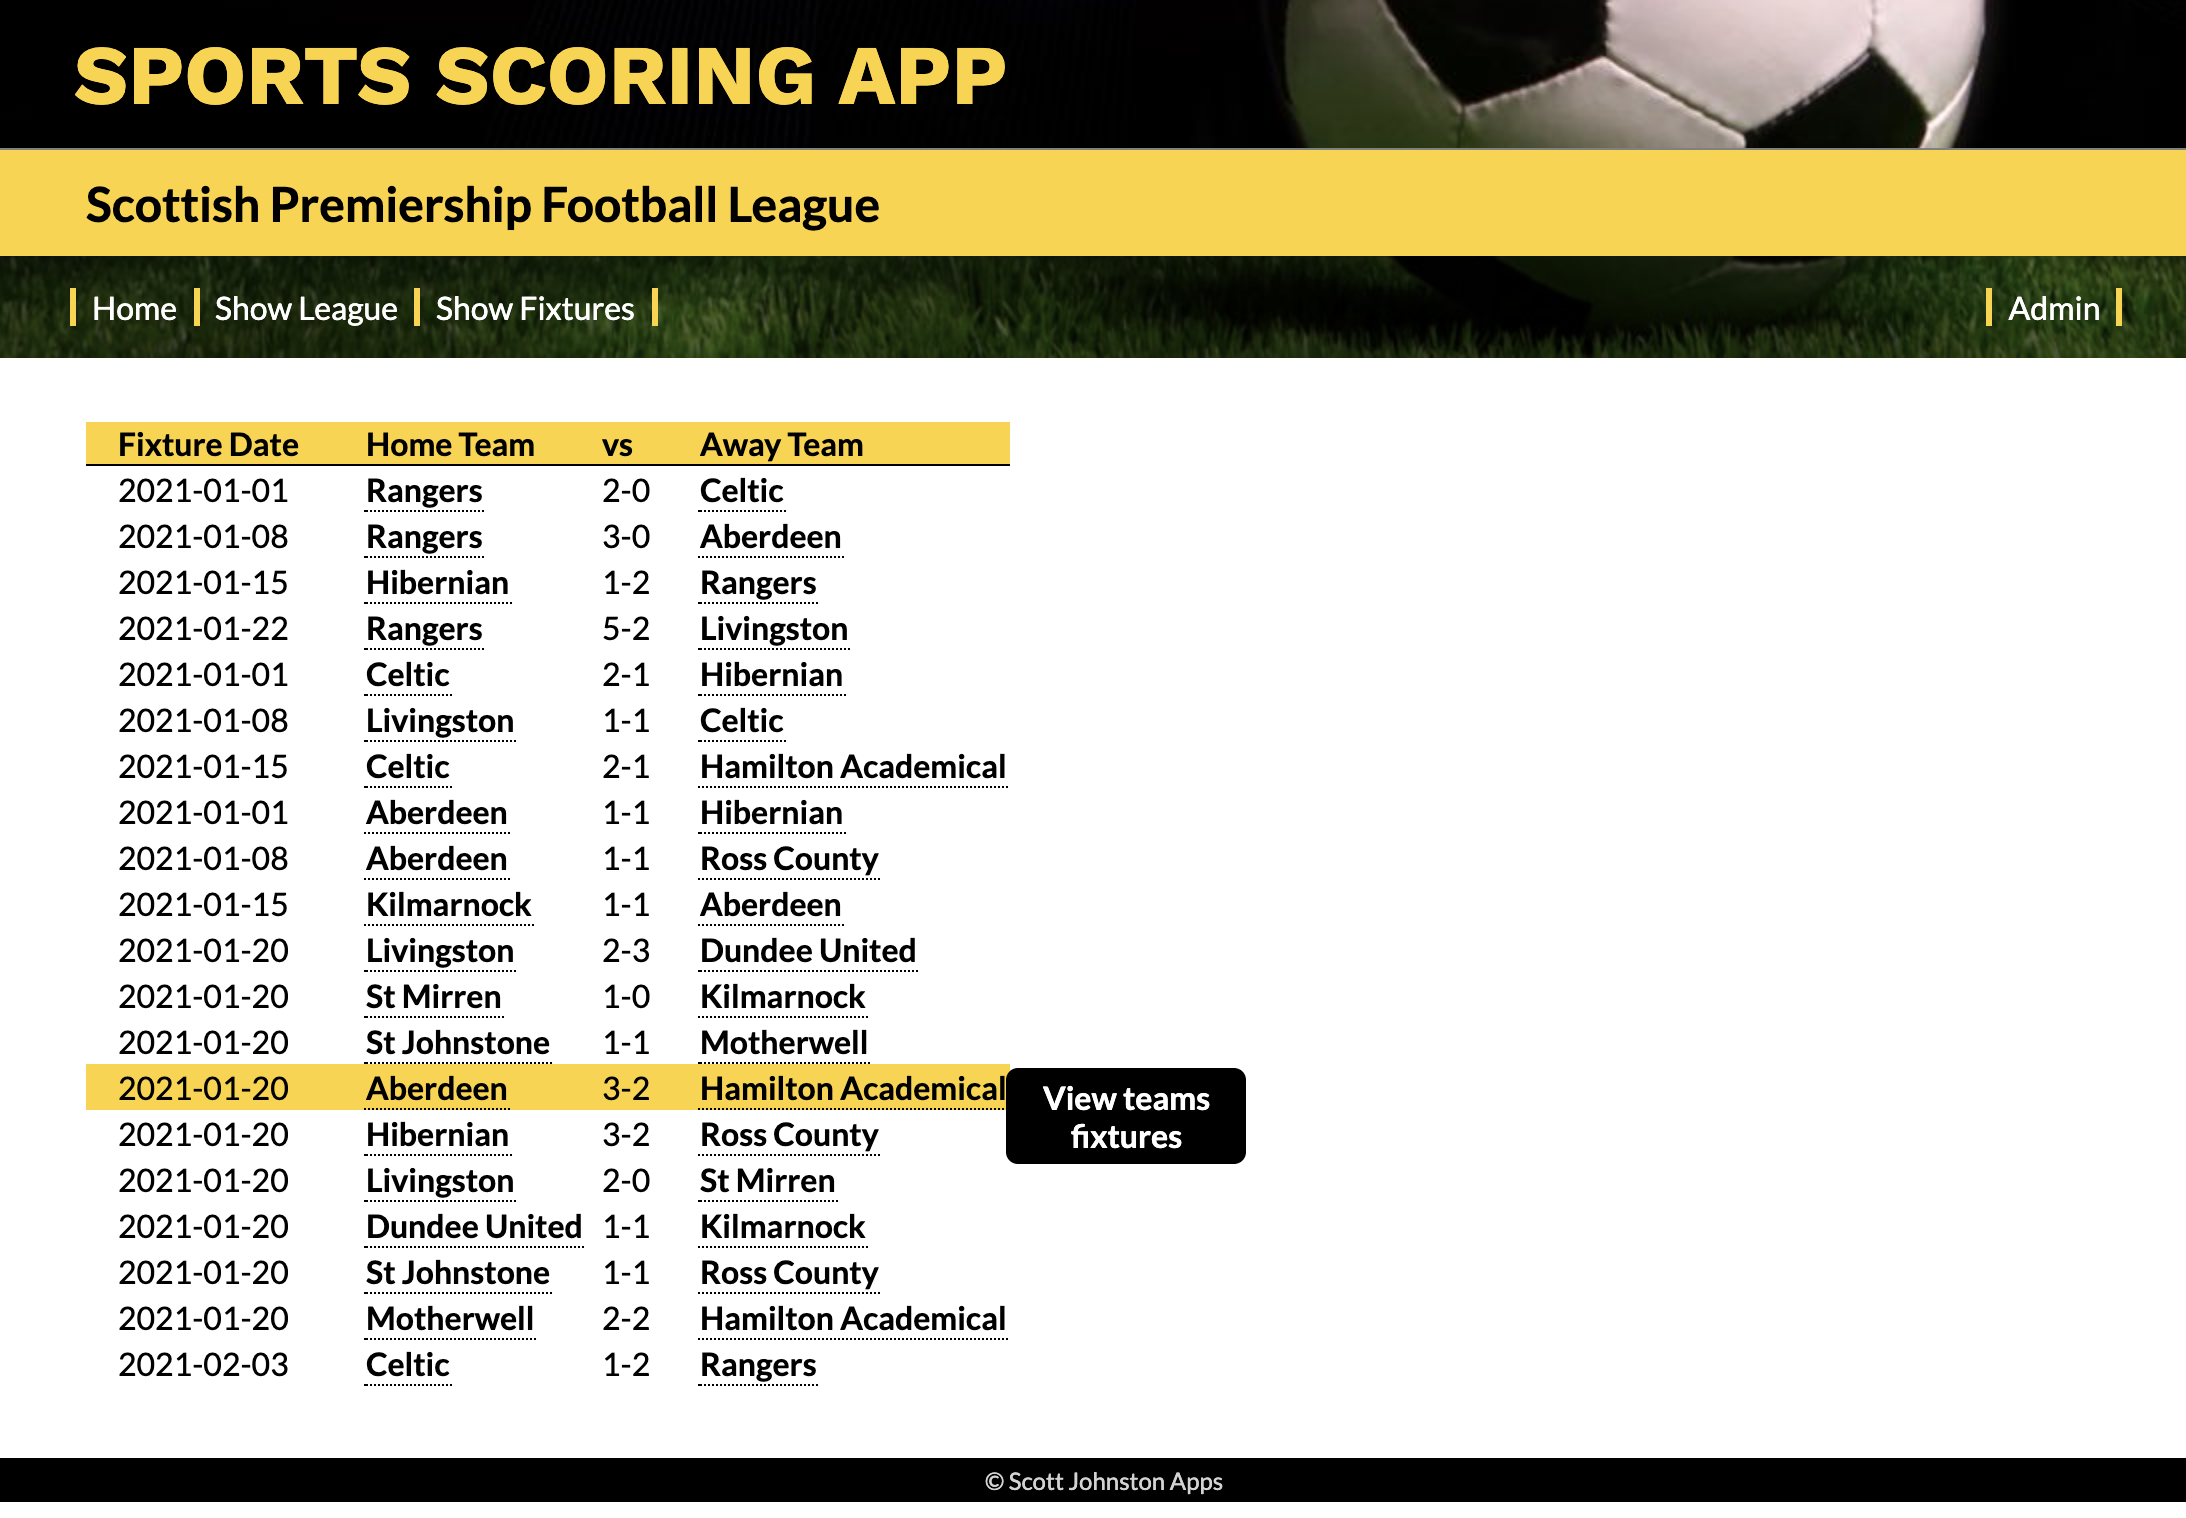 SPORTS SCORING APP
Scottish Premiership Football League
Home Show League Show Fixtures Admin
Fixture Date Home Team vs Away Team
2021-01-01 Rangers 2-0 Celtic
2021-01-08 Rangers 3-0 Aberdeen
2021-01-15 Hibernian 1-2 Rangers
2021-01-22 Rangers 5-2 Livingston
2021-01-01 Celtic 2-1 Hibernian
2021-01-08 Livingston 1-1 Celtic
2021-01-15 Celtic 2-1 Hamilton Academical
2021-01-01 Aberdeen 1-1 Hibernian
2021-01-08 Aberdeen 1-1 Ross County
2021-01-15 Kilmarnock 1-1 Aberdeen
2021-01-20 Livingston 2-3 Dundee United
2021-01-20 St Mirren 1-0 Kilmarnock
2021-01-20 St Johnstone 1-1 Motherwell
2021-01-20 Aberdeen 3-2 Hamilton Academical
View teams
fixtures
2021-01-20 Hibernian 3-2 Ross County
2021-01-20 Livingston 2-0 St Mirren
2021-01-20 Dundee United 1-1 Kilmarnock
2021-01-20 St Johnstone 1-1 Ross County
2021-01-20 Motherwell 2-2 Hamilton Academical
2021-02-03 Celtic 1-2 Rangers
© Scott Johnston Apps